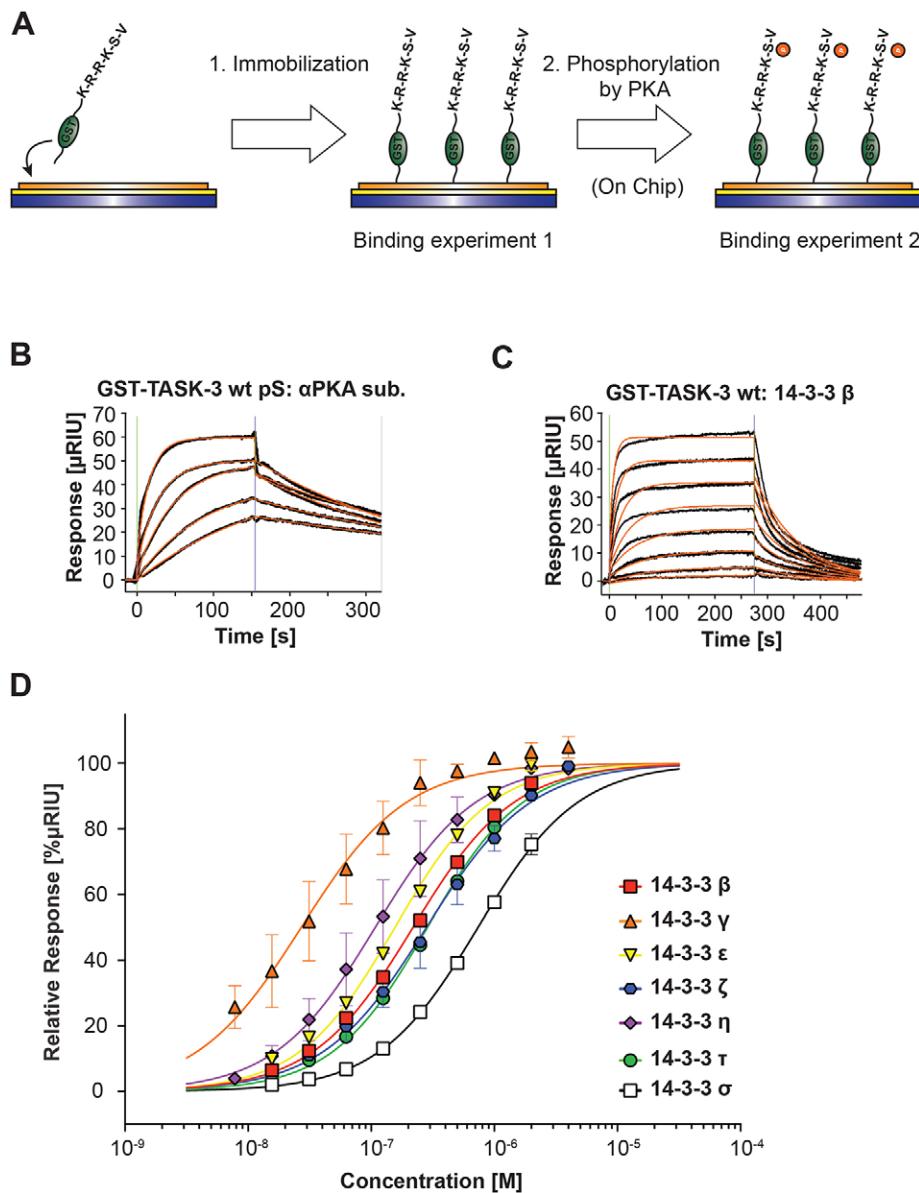 A
K-R-R-K-S-V
GST
1. Immobilization
K-R-R-K-S-V
K-R-R-K-S-V
K-R-R-K-S-V
GST
GST
GST
Binding experiment 1
2. Phosphorylation
by PKA
(On Chip)
K-R-R-K-S-V
K-R-R-K-S-V
K-R-R-K-S-V
P
P
P
GST
GST
GST
Binding experiment 2
B
GST-TASK-3 wt pS: αPKA sub.
Response [µRIU]
70
60
50
40
30
20
10
0
0
100
200
300
Time [s]
C
GST-TASK-3 wt: 14-3-3 β
Response [µRIU]
60
50
40
30
20
10
0
0
100
200
300
400
Time [s]
D
Relative Response [%µRIU]
100
80
60
40
20
0
10⁻⁹
10⁻⁸
10⁻⁷
10⁻⁶
10⁻⁵
10⁻⁴
Concentration [M]
14-3-3 β
14-3-3 γ
14-3-3 ε
14-3-3 ζ
14-3-3 η
14-3-3 τ
14-3-3 σ